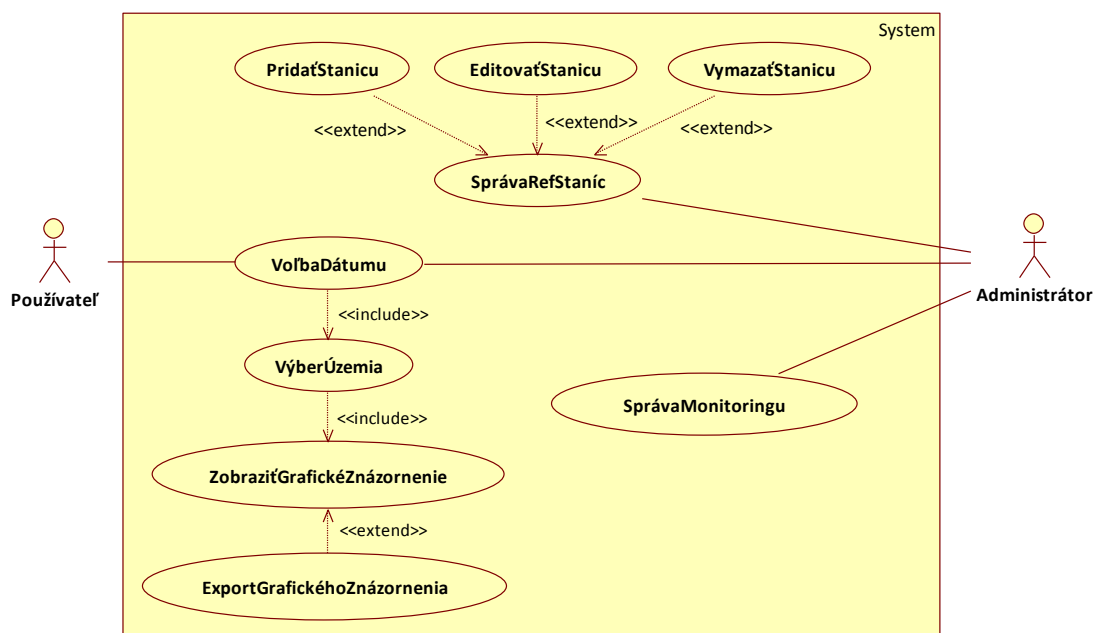 System
PridaťStanicu
EditovaťStanicu
VymazaťStanicu
<<extend>>
<<extend>>
<<extend>>
SprávaRefStaníc
VoľbaDátumu
Používateľ
Administrátor
<<include>>
VýberÚzemia
SprávaMonitoringu
<<include>>
ZobraziťGrafickéZnázornenie
<<extend>>
ExportGrafickéhoZnázornenia